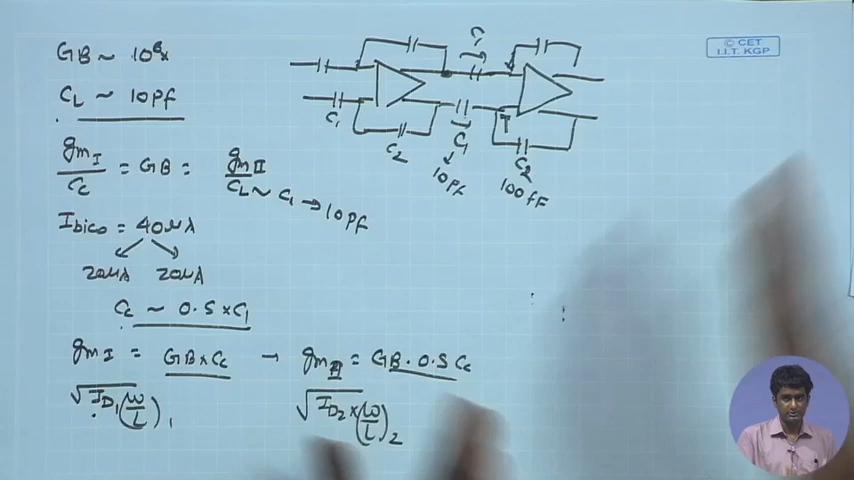 GB ~ 10⁸x
CL ~ 10pf
gmI/Cc = GB = gmII/CL ~ C1 → 10pf
Ibias = 40μA
20μA 20μA
Cc ~ 0.5 × C1
gmI = GB×Cc → gmII = GB·0.5 Cc
√ID1(W/L)1 √ID2×(W/L)2
C1
C1
C2
C1
10pf
C2
100fF
© CET
I.I.T. KGP